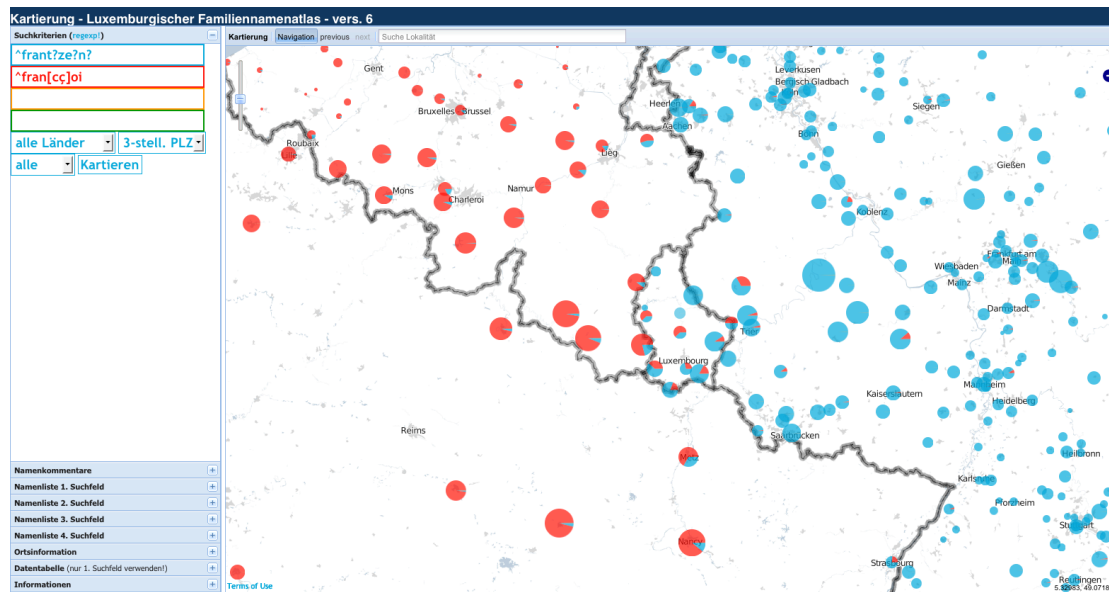 Kartierung - Luxemburgischer Familiennamenatlas - vers. 6
Suchkriterien (regexp!)
^frant?ze?n?
^fran[cç]oi
alle Länder 3-stell. PLZ
alle Kartieren
Namenkommentare
Namenliste 1. Suchfeld
Namenliste 2. Suchfeld
Namenliste 3. Suchfeld
Namenliste 4. Suchfeld
Ortsinformation
Datentabelle (nur 1. Suchfeld verwenden!)
Informationen
Kartierung Navigation previous next Suche Lokalität
Gent
Leverkusen
Bergisch Gladbach
Heerlen
Siegen
Bruxelles Brussel
Aachen
Bonn
Roubaix
Lille
Gießen
Mons
Namur
Charleroi
Koblenz
Frankfurt am
Main
Wiesbaden
Mainz
Darmstadt
Trier
Luxembourg
Mannheim
Kaiserslautern
Heidelberg
Reims
Saarbrücken
Heilbronn
Metz
Karlsruhe
Pforzheim
Stuttgart
Nancy
Strasbourg
Reutlingen
Terms of Use
5.32983, 49.0718